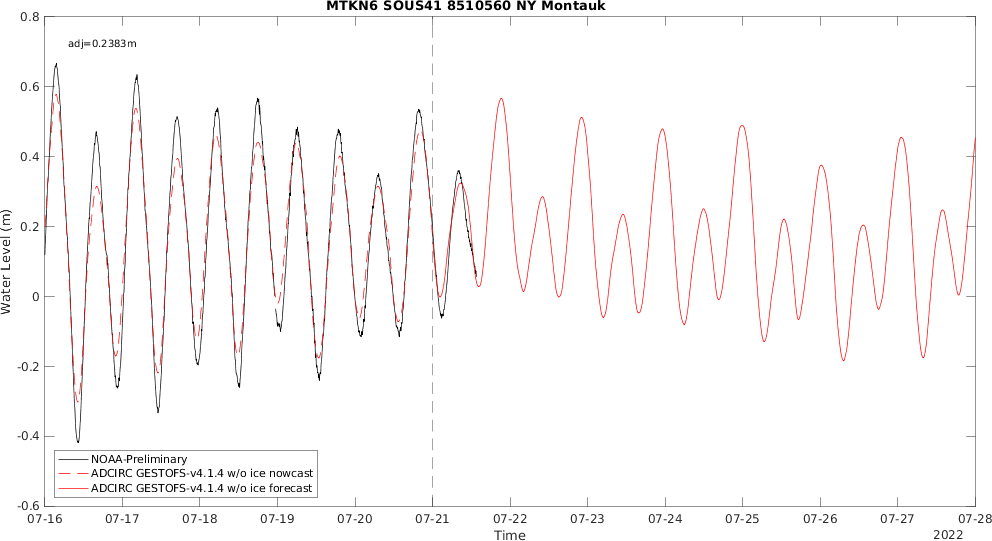 MTKN6 SOUS41 8510560 NY Montauk
adj=0.2383m
0.8
0.6
0.4
0.2
0
-0.2
-0.4
-0.6
Water Level (m)
NOAA-Preliminary
ADCIRC GESTOFS-v4.1.4 w/o ice nowcast
ADCIRC GESTOFS-v4.1.4 w/o ice forecast
07-16 07-17 07-18 07-19 07-20 07-21 07-22 07-23 07-24 07-25 07-26 07-27 07-28
Time
2022